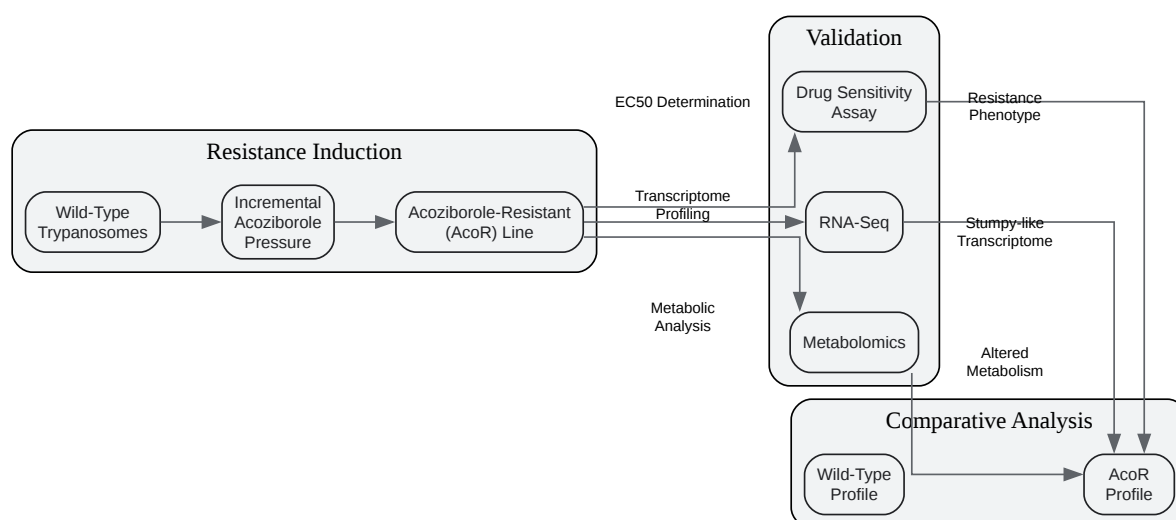 Resistance Induction
Wild-Type
Trypanosomes
Incremental
Acoziborole
Pressure
Acoziborole-Resistant
(AcoR) Line
EC50 Determination
Transcriptome
Profiling
Metabolic
Analysis
Validation
Drug Sensitivity
Assay
RNA-Seq
Metabolomics
Resistance
Phenotype
Stumpy-like
Transcriptome
Altered
Metabolism
Comparative Analysis
Wild-Type
Profile
AcoR
Profile